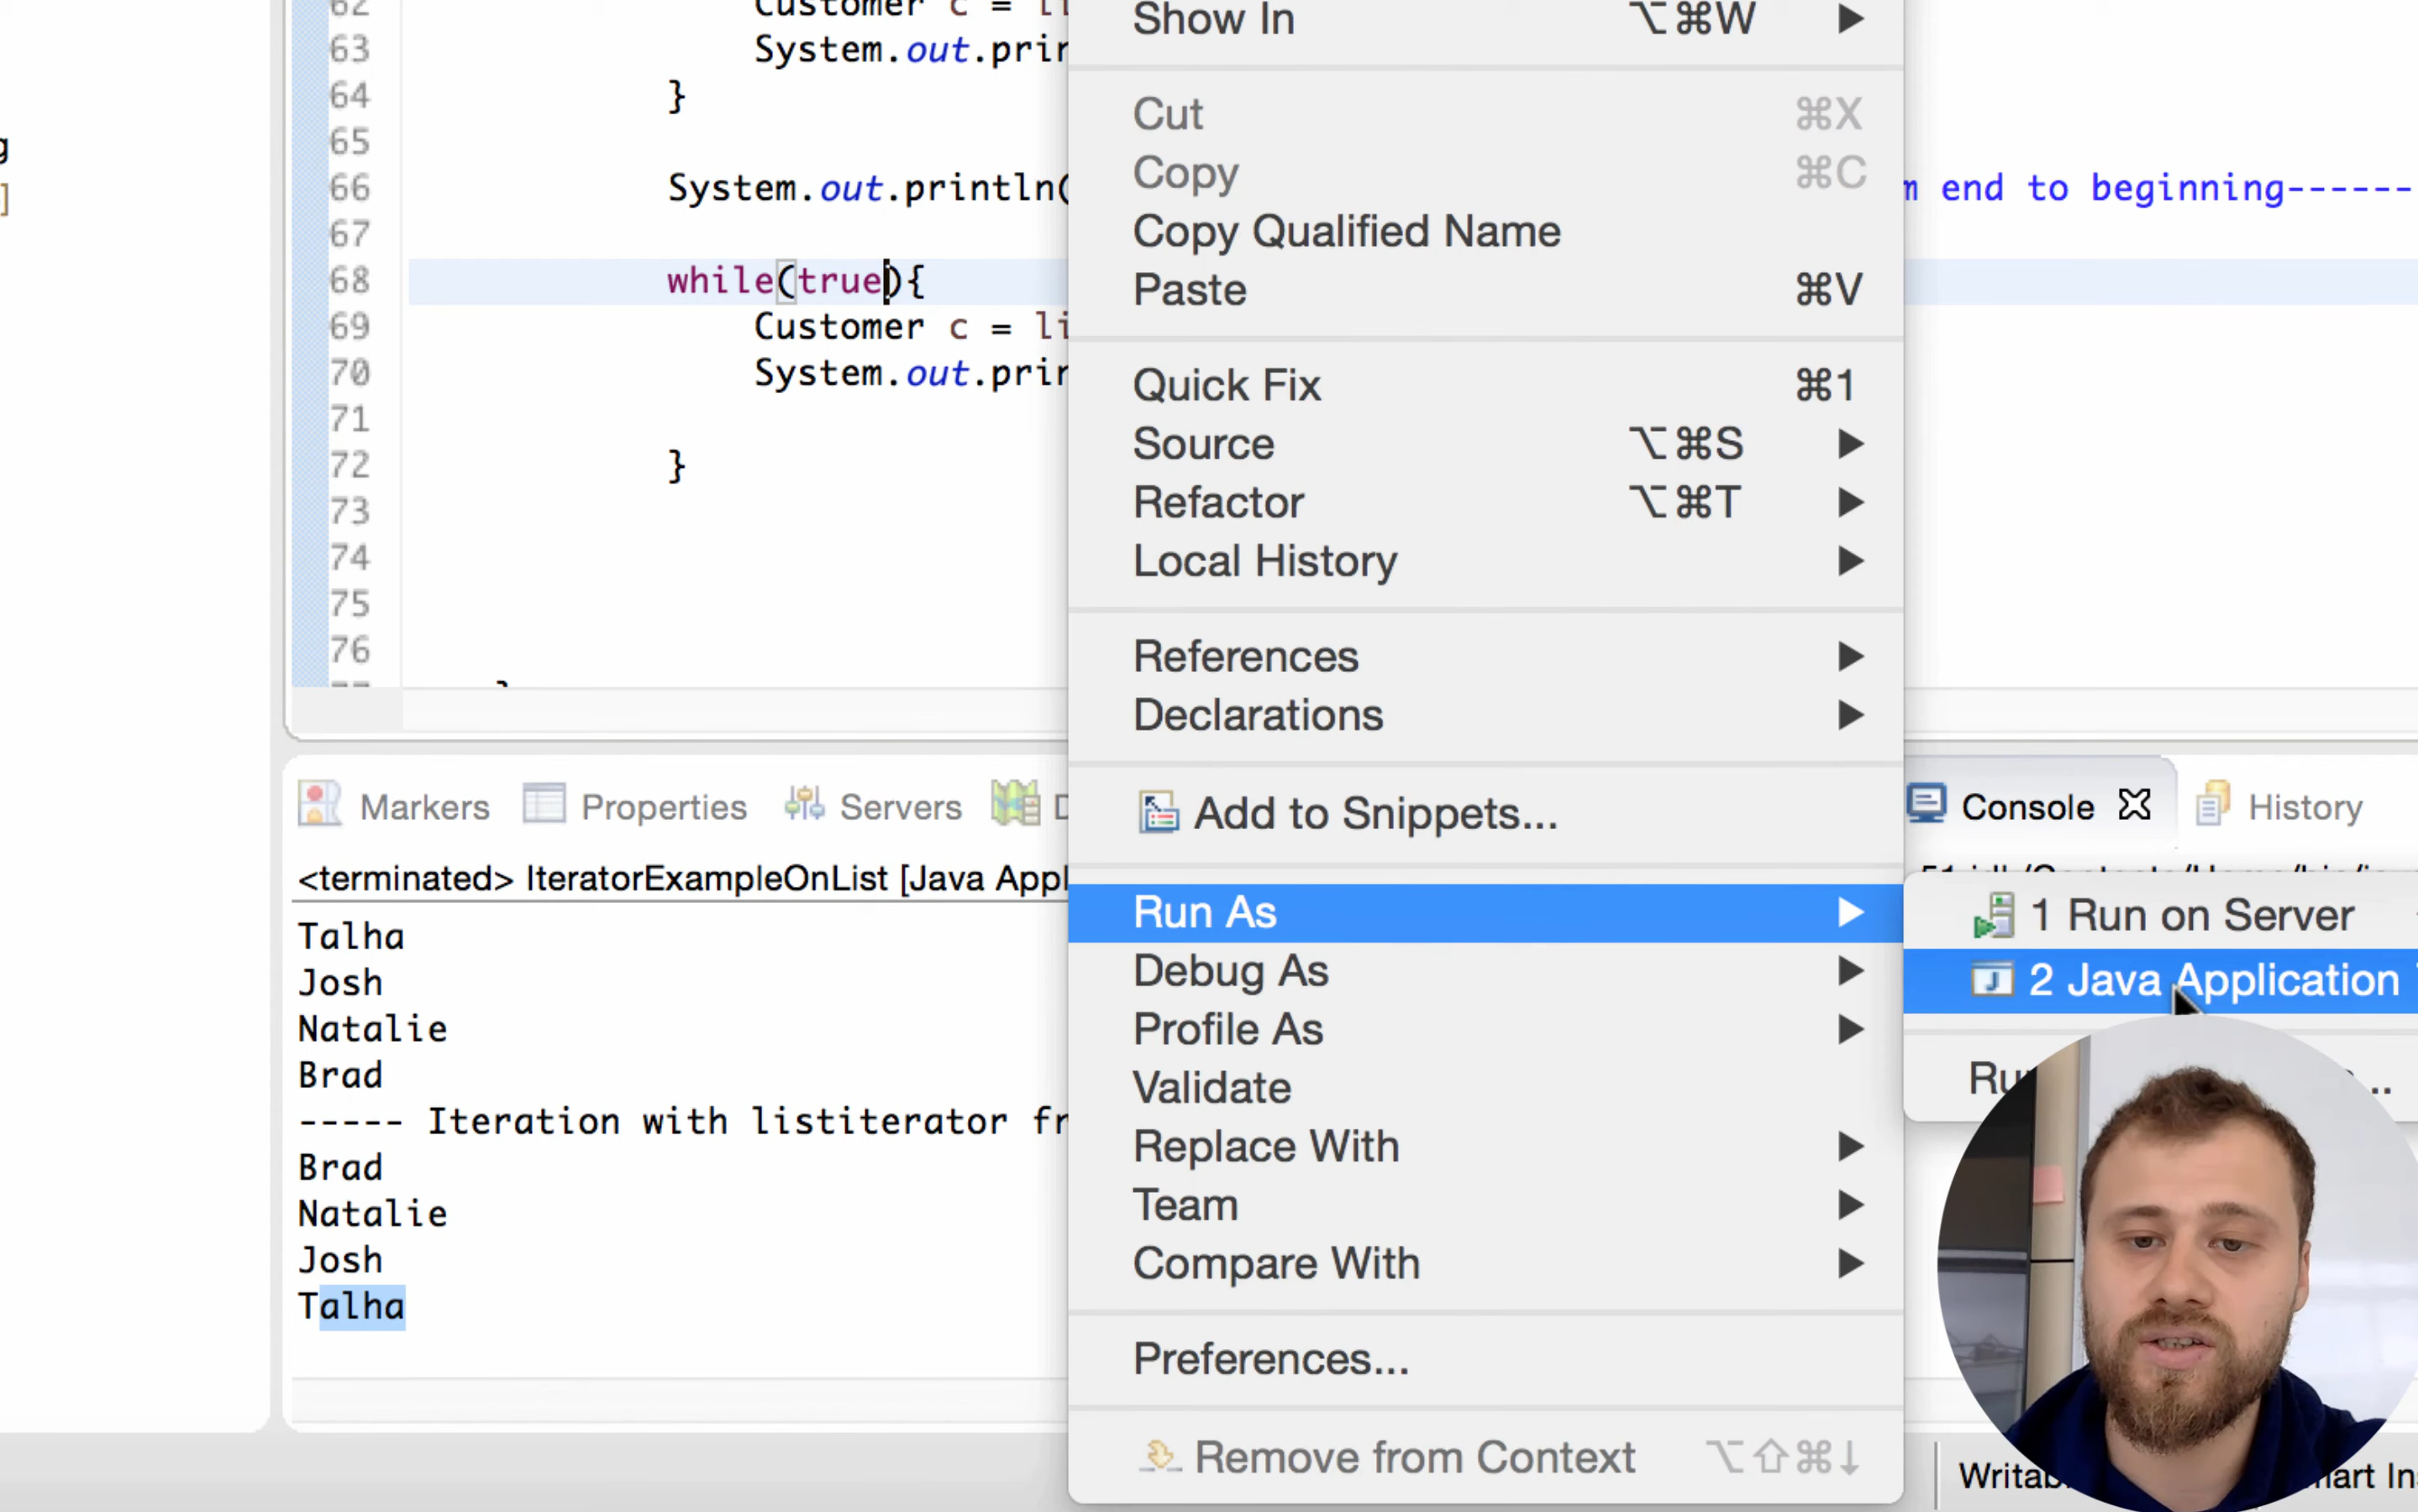 62 Customer c = li
63 System.out.prin
64 }
65
66 System.out.println( m end to beginning------
67
68 while(true){
69 Customer c = li
70 System.out.prin
71
72 }
73
74
75
76
g
]
Show In ⌥⌘W ▶
Cut ⌘X
Copy ⌘C
Copy Qualified Name
Paste ⌘V
Quick Fix ⌘1
Source ⌥⌘S ▶
Refactor ⌥⌘T ▶
Local History ▶
References ▶
Declarations ▶
Add to Snippets...
Run As ▶
Debug As ▶
Profile As ▶
Validate
Replace With ▶
Team ▶
Compare With ▶
Preferences...
Remove from Context ⌥⇧⌘↓
1 Run on Server
2 Java Application
Markers Properties Servers D Console History
<terminated> IteratorExampleOnList [Java Appl
Talha
Josh
Natalie
Brad
----- Iteration with listiterator fr
Brad
Natalie
Josh
Talha